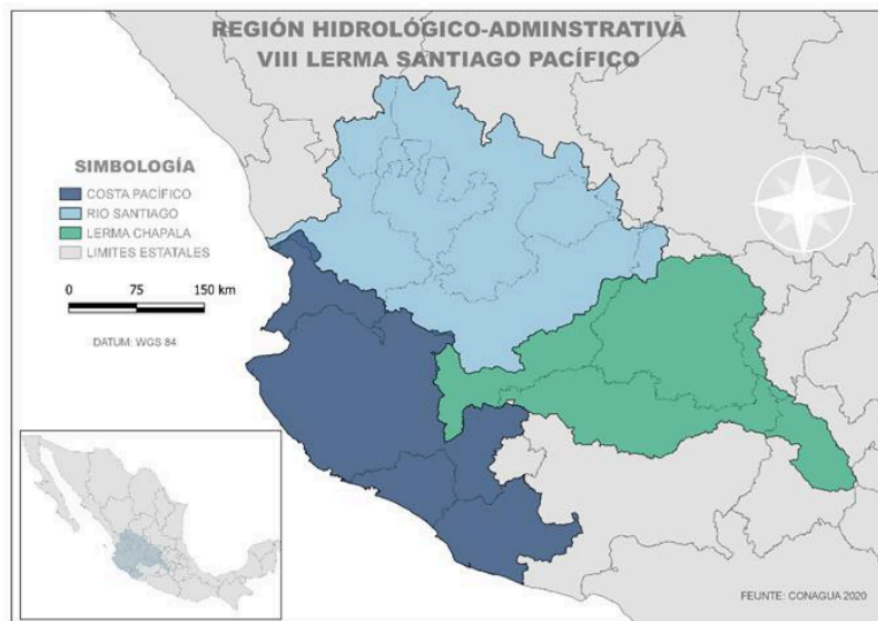 REGIÓN HIDROLÓGICO-ADMINSTRATIVA
VIII LERMA SANTIAGO PACÍFICO
SIMBOLOGÍA
COSTA PACÍFICO
RIO SANTIAGO
LERMA CHAPALA
LIMITES ESTATALES
0 75 150 km
DATUM: WGS 84
FEUNTE: CONAGUA 2020